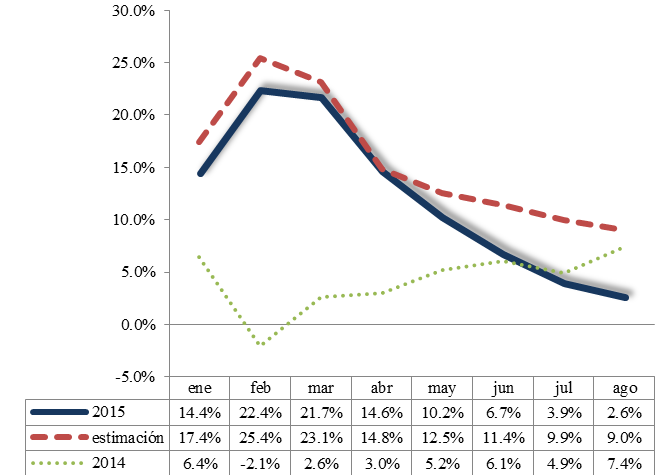 30.0%
25.0%
20.0%
15.0%
10.0%
5.0%
0.0%
-5.0%
ene feb mar abr may jun jul ago
2015 14.4% 22.4% 21.7% 14.6% 10.2% 6.7% 3.9% 2.6%
estimación 17.4% 25.4% 23.1% 14.8% 12.5% 11.4% 9.9% 9.0%
2014 6.4% -2.1% 2.6% 3.0% 5.2% 6.1% 4.9% 7.4%